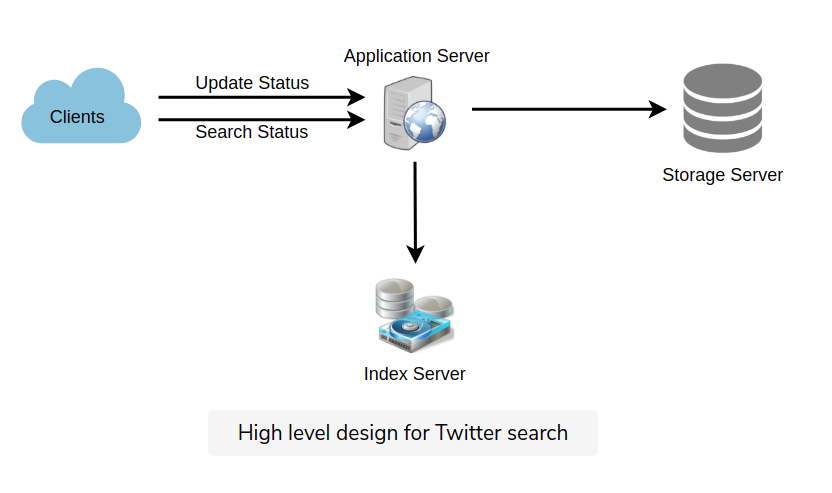 Application Server
Update Status
Clients
Search Status
Storage Server
Index Server
High level design for Twitter search